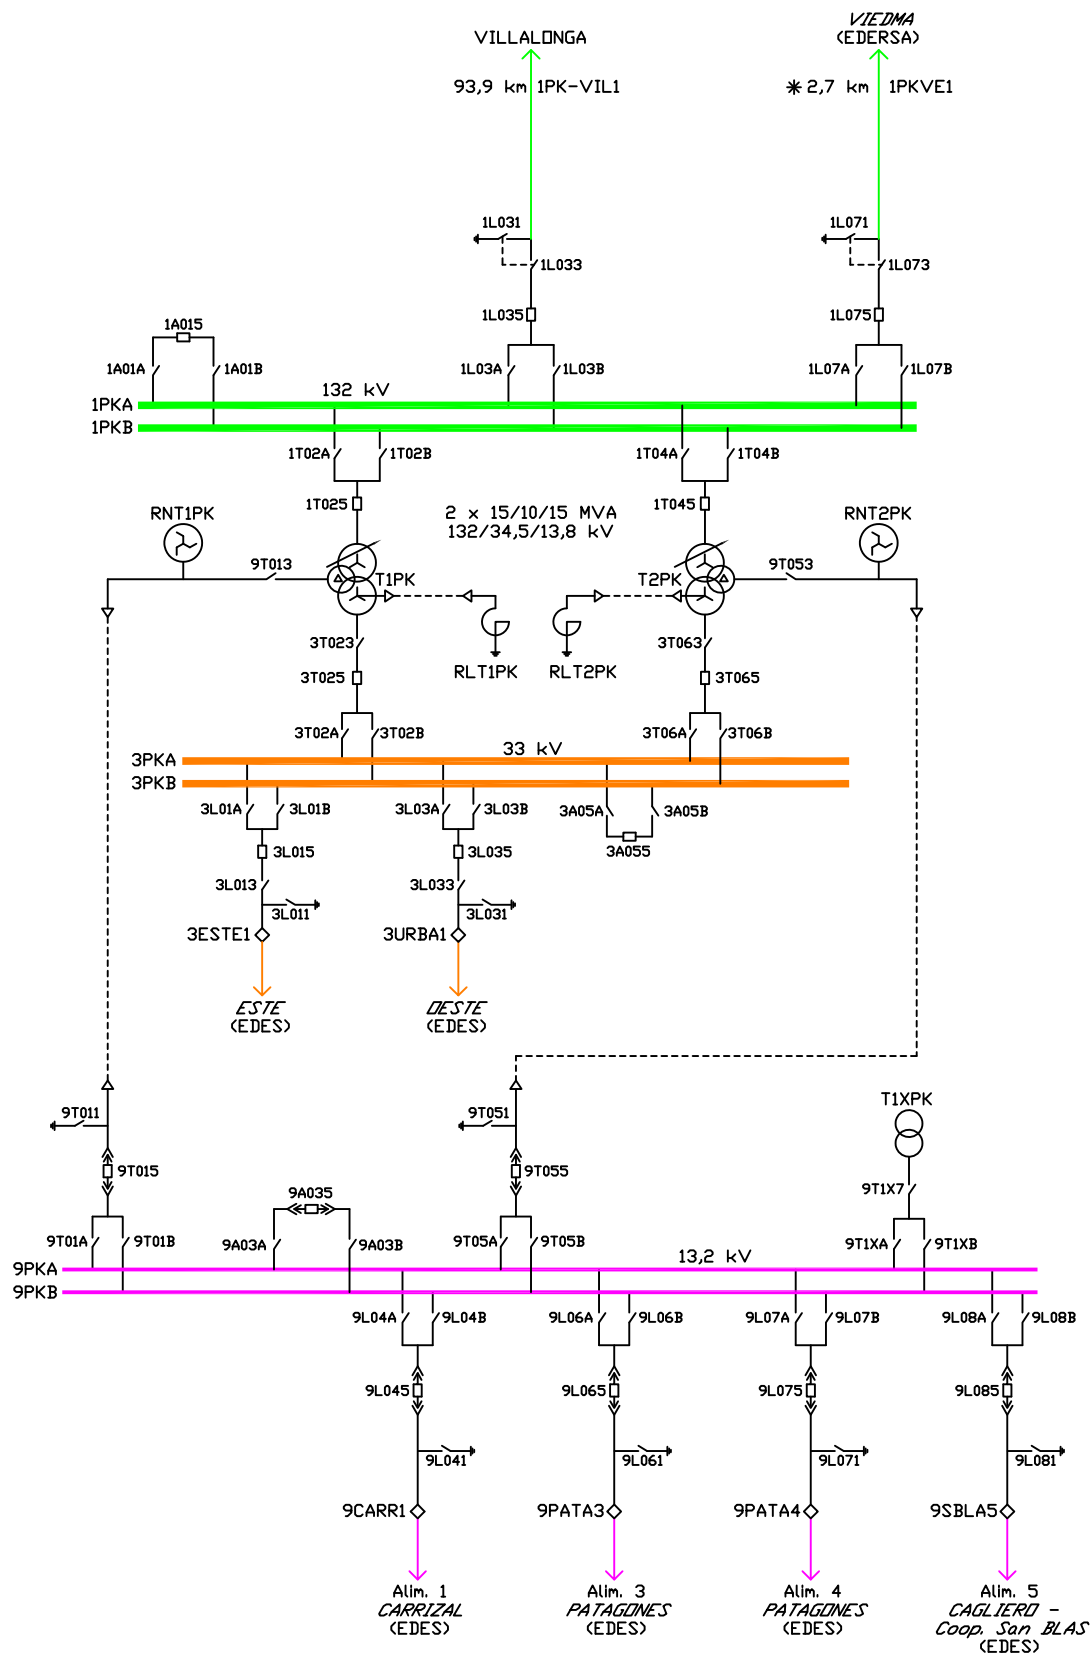 VIEDMA
VILLALONGA
(EDERSA)
93,9 km 1PK-VIL1
* 2,7 km 1PKVE1
1L031
1L071
1L033
1L073
1L035
1L075
1A015
1A01A
1A01B
1L03A
1L03B
1L07A
1L07B
132 kV
1PKA
1PKB
1T02A
1T02B
1T04A
1T04B
1T025
1T045
RNT1PK
2 x 15/10/15 MVA
132/34,5/13,8 kV
RNT2PK
9T013
T1PK
T2PK
9T053
3T023
3T063
RLT1PK
RLT2PK
3T025
3T065
3T02A
3T02B
3T06A
3T06B
33 kV
3PKA
3PKB
3L01A
3L01B
3L03A
3L03B
3A05A
3A05B
3L015
3L035
3A055
3L013
3L033
3L011
3L031
3ESTE1
3URBA1
ESTE
(EDES)
OESTE
(EDES)
9T011
9T051
T1XPK
9T015
9T055
9A035
9T1X7
9T01A
9T01B
9A03A
9A03B
9T05A
9T05B
9T1XA
9T1XB
13,2 kV
9PKA
9PKB
9L04A
9L04B
9L06A
9L06B
9L07A
9L07B
9L08A
9L08B
9L045
9L065
9L075
9L085
9L041
9L061
9L071
9L081
9CARR1
9PATA3
9PATA4
9SBLA5
Alim. 1
CARRIZAL
(EDES)
Alim. 3
PATAGONES
(EDES)
Alim. 4
PATAGONES
(EDES)
Alim. 5
CAGLIERO -
Coop. San BLAS
(EDES)